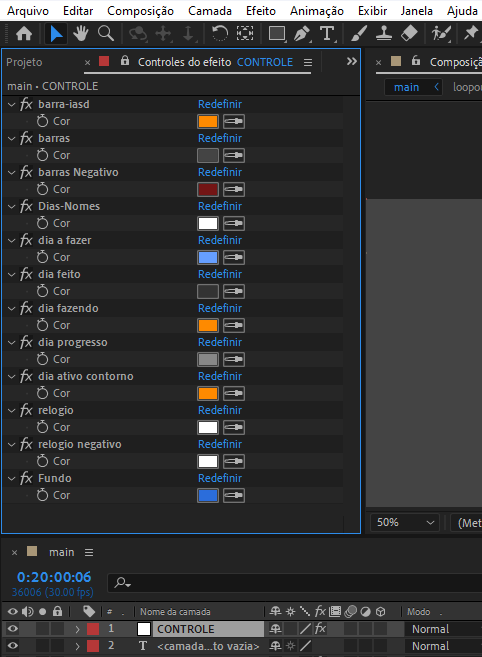 Arquivo Editar Composição Camada Efeito Animação Exibir Janela Ajuda
Projeto × Controles do efeito CONTROLE ≡ » × Composiçã
main • CONTROLE main ‹ loopor
fx barra-iasd Redefinir
Cor
fx barras Redefinir
Cor
fx barras Negativo Redefinir
Cor
fx Dias-Nomes Redefinir
Cor
fx dia a fazer Redefinir
Cor
fx dia feito Redefinir
Cor
fx dia fazendo Redefinir
Cor
fx dia progresso Redefinir
Cor
fx dia ativo contorno Redefinir
Cor
fx relogio Redefinir
Cor
fx relogio negativo Redefinir
Cor
fx Fundo Redefinir
Cor
50% (Met
× main ≡
0:20:00:06
36006 (30.00 fps)
# Nome da camada fx Modo
1 CONTROLE fx Normal
2 T <camada...to vazia> Normal